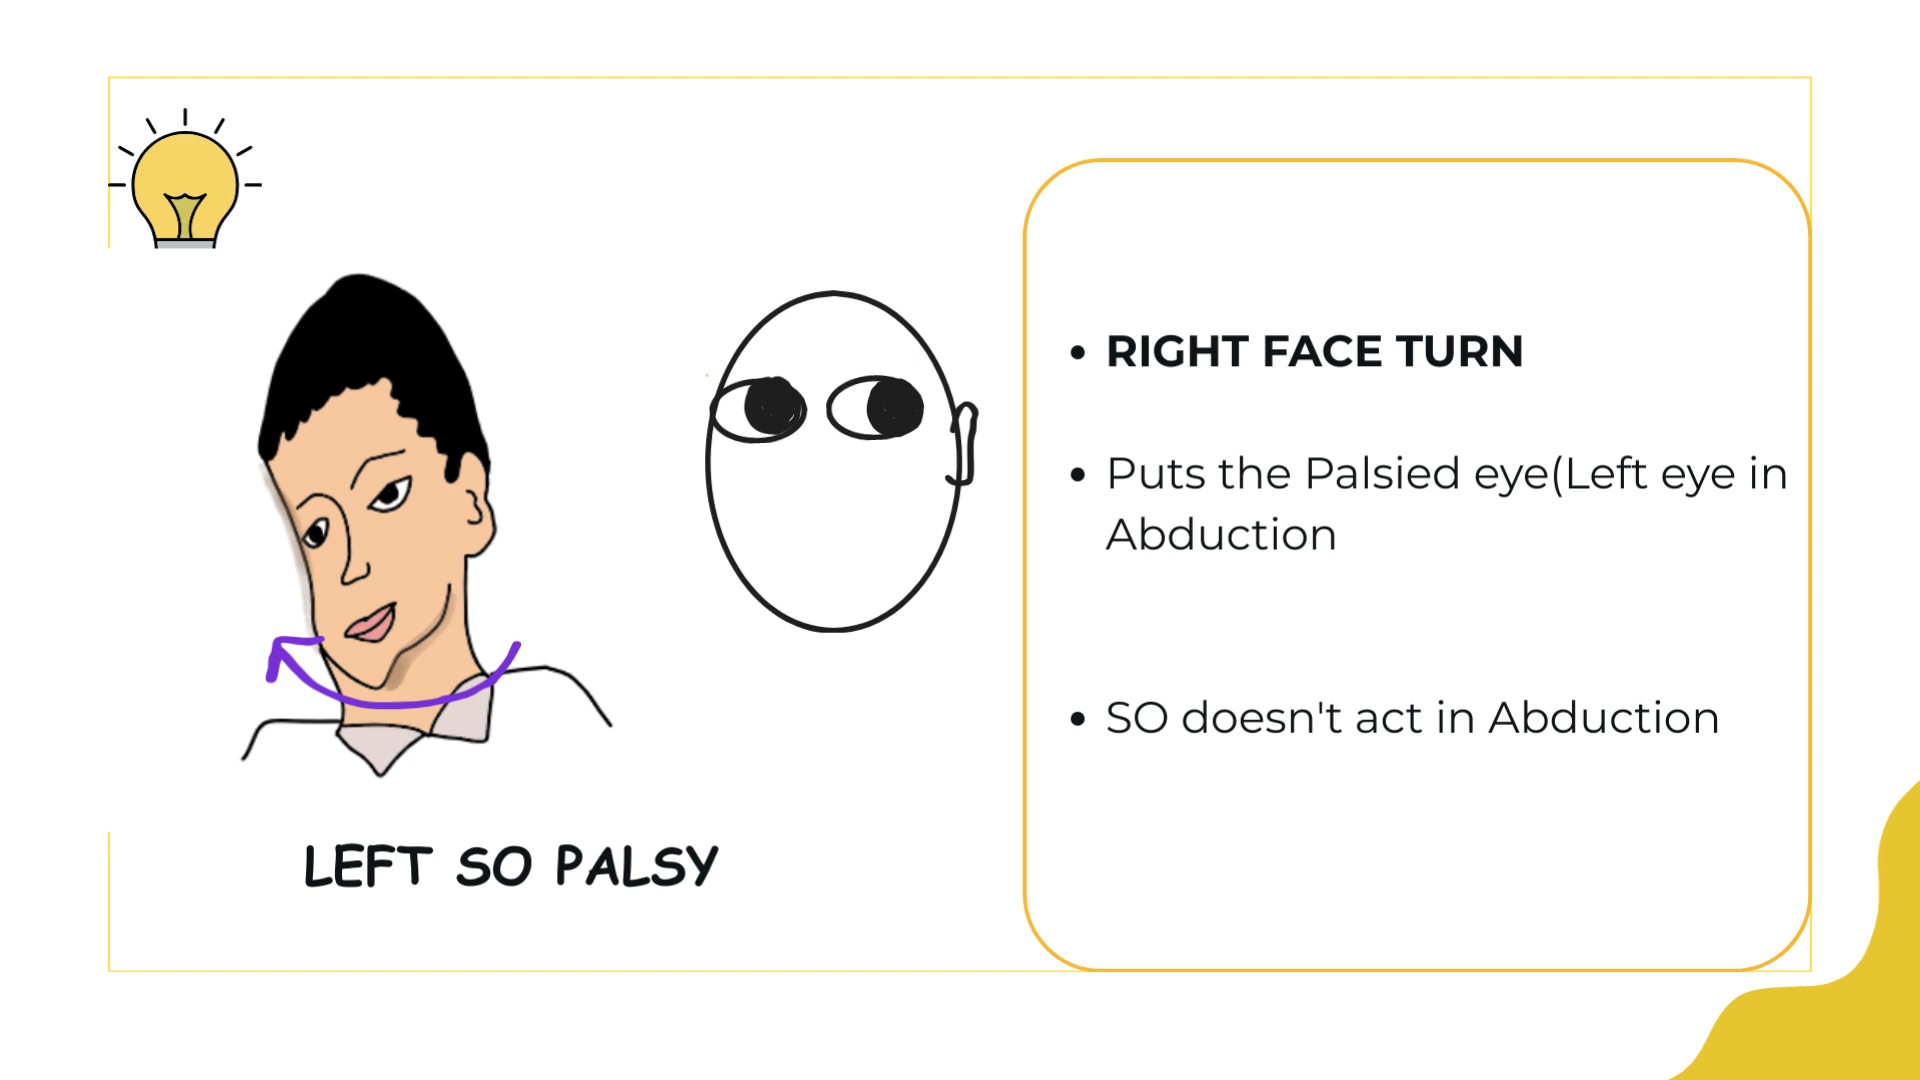 RIGHT FACE TURN
Puts the Palsied eye(Left eye in
Abduction
SO doesn't act in Abduction
LEFT SO PALSY